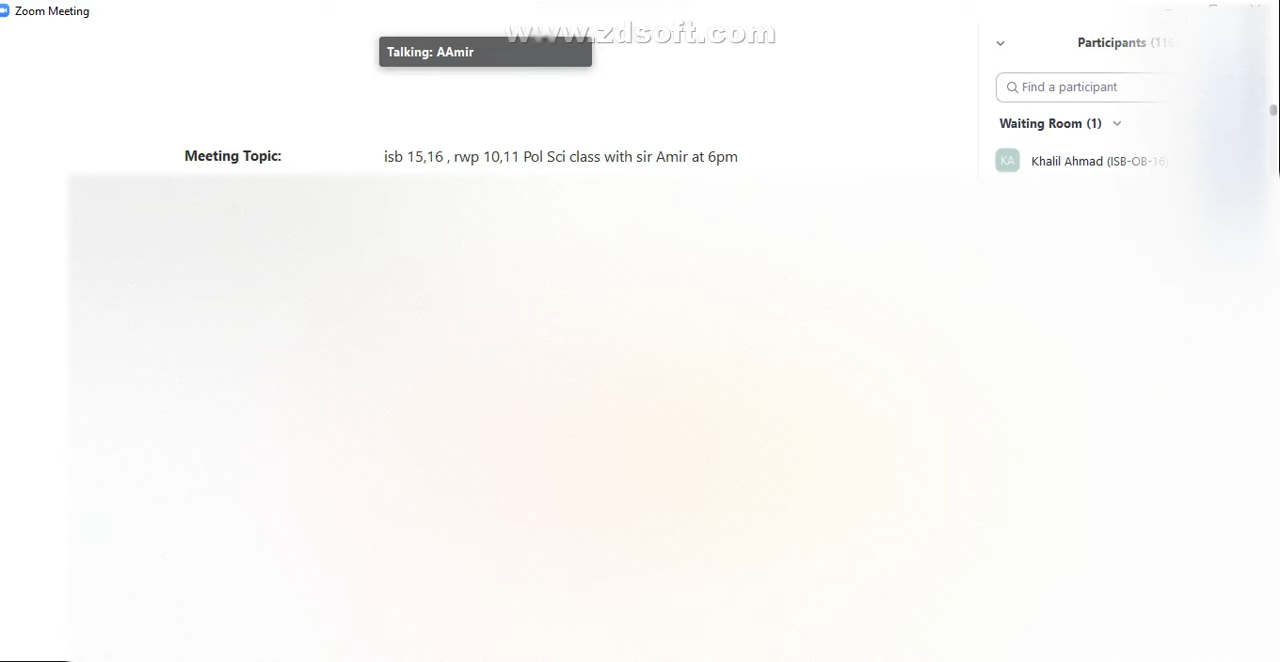 Zoom Meeting
www.zdsoft.com
Talking: AAmir
Participants (116
Find a participant
Waiting Room (1)
Meeting Topic: isb 15,16 , rwp 10,11 Pol Sci class with sir Amir at 6pm
KA Khalil Ahmad (ISB-OB-16)